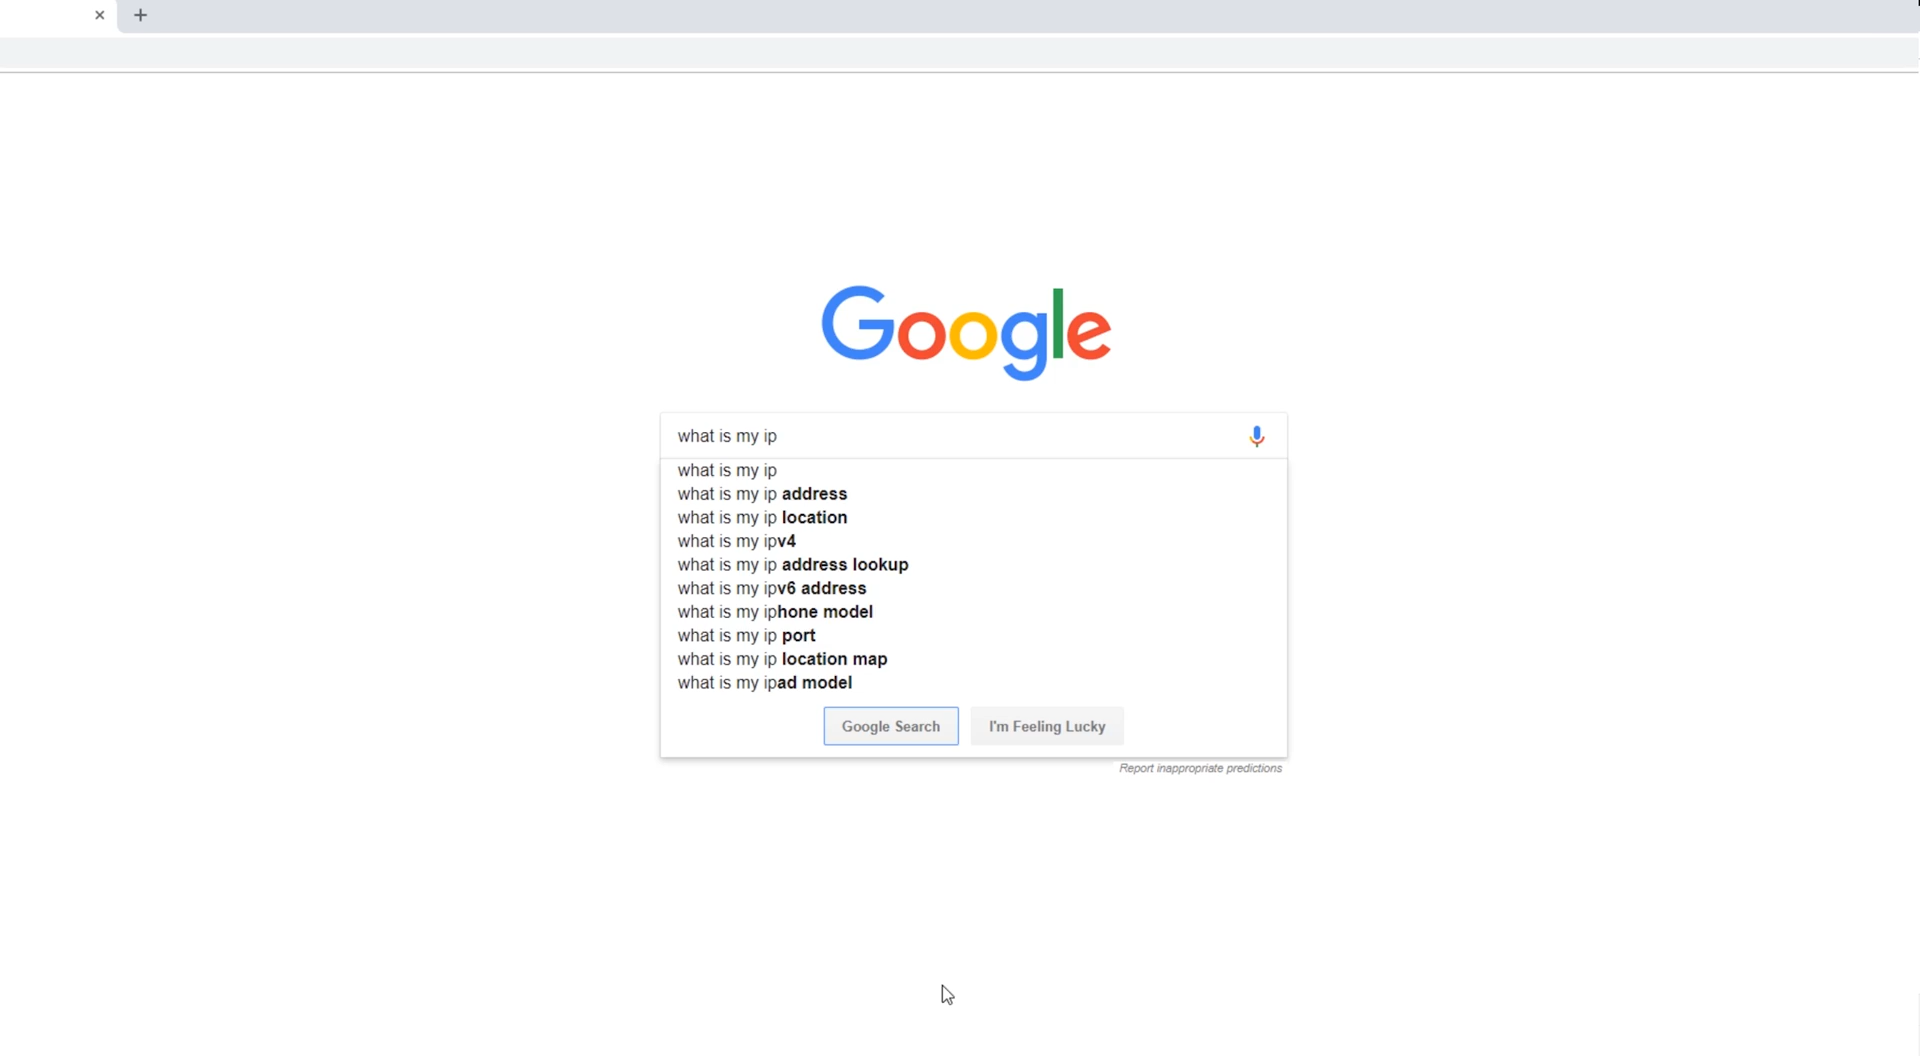 Google
what is my ip
what is my ip
what is my ip address
what is my ip location
what is my ipv4
what is my ip address lookup
what is my ipv6 address
what is my iphone model
what is my ip port
what is my ip location map
what is my ipad model
Google Search I'm Feeling Lucky
Report inappropriate predictions